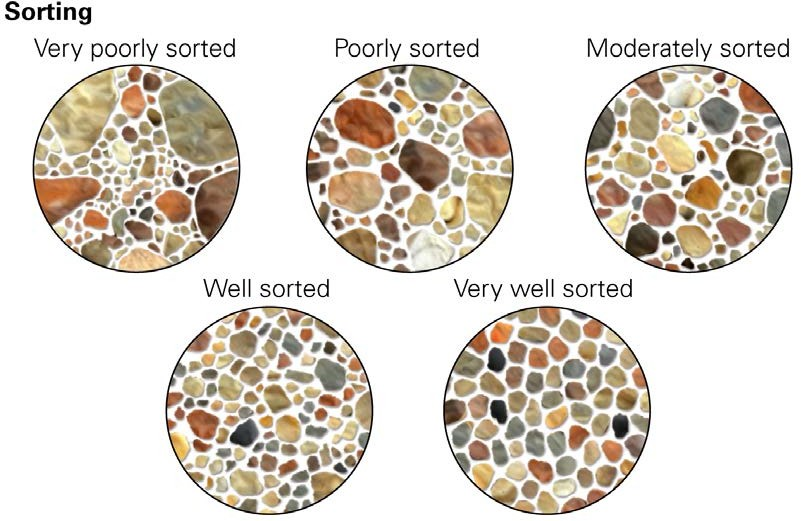 Sorting
Very poorly sorted
Poorly sorted
Moderately sorted
Well sorted
Very well sorted